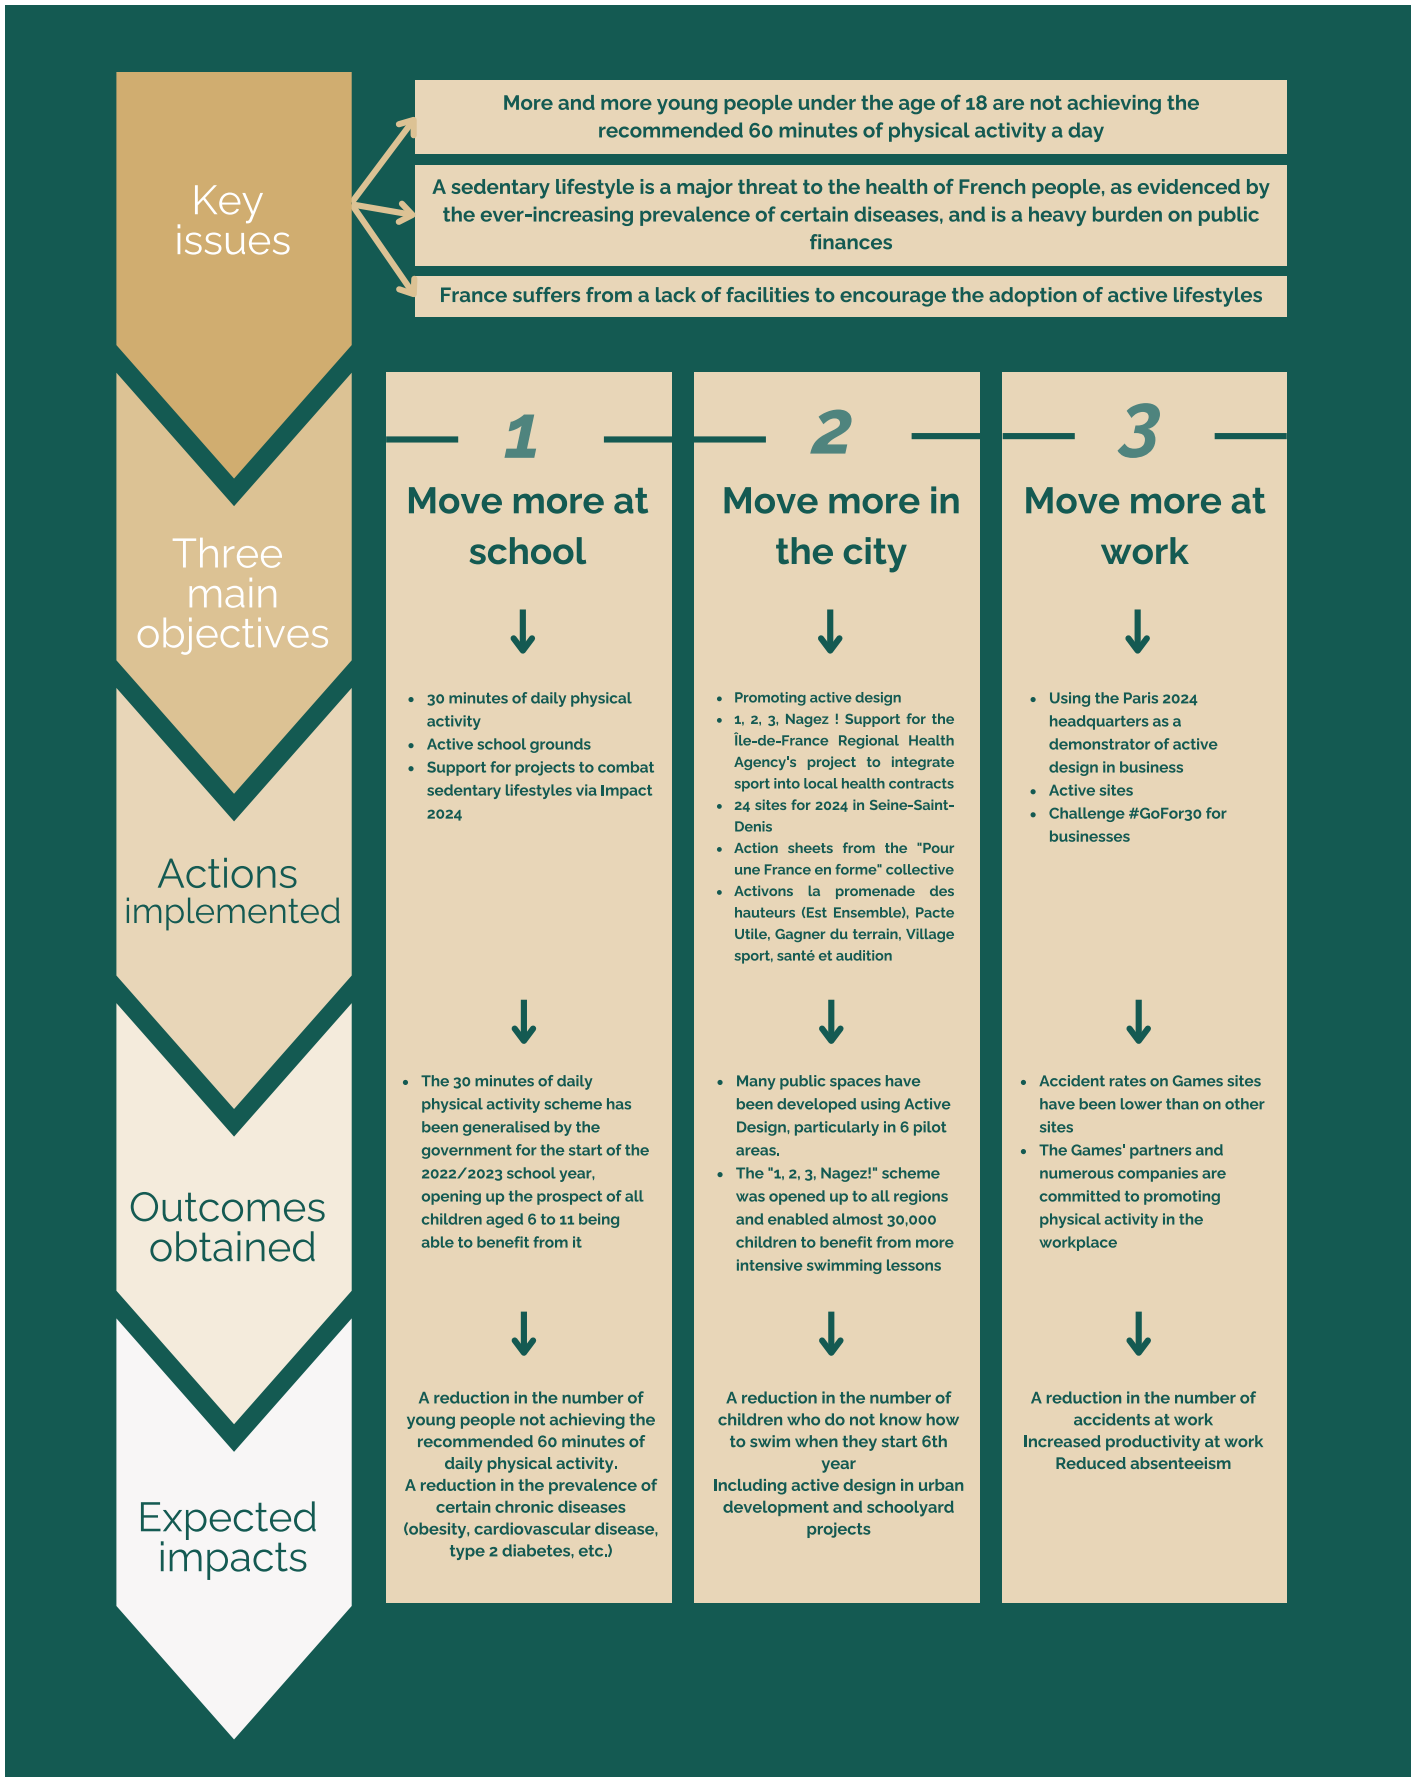 Key
issues
More and more young people under the age of 18 are not achieving the
recommended 60 minutes of physical activity a day
A sedentary lifestyle is a major threat to the health of French people, as evidenced by
the ever-increasing prevalence of certain diseases, and is a heavy burden on public
finances
France suffers from a lack of facilities to encourage the adoption of active lifestyles
Three
main
objectives
Actions
implemented
Outcomes
obtained
Expected
impacts
1
Move more at
school
• 30 minutes of daily physical
activity
• Active school grounds
• Support for projects to combat
sedentary lifestyles via Impact
2024
• The 30 minutes of daily
physical activity scheme has
been generalised by the
government for the start of the
2022/2023 school year,
opening up the prospect of all
children aged 6 to 11 being
able to benefit from it
A reduction in the number of
young people not achieving the
recommended 60 minutes of
daily physical activity.
A reduction in the prevalence of
certain chronic diseases
(obesity, cardiovascular disease,
type 2 diabetes, etc.)
2
Move more in
the city
• Promoting active design
• 1, 2, 3, Nagez ! Support for the
Île-de-France Regional Health
Agency's project to integrate
sport into local health contracts
• 24 sites for 2024 in Seine-Saint-
Denis
• Action sheets from the "Pour
une France en forme" collective
• Activons la promenade des
hauteurs (Est Ensemble), Pacte
Utile, Gagner du terrain, Village
sport, santé et audition
• Many public spaces have
been developed using Active
Design, particularly in 6 pilot
areas.
• The "1, 2, 3, Nagez!" scheme
was opened up to all regions
and enabled almost 30,000
children to benefit from more
intensive swimming lessons
A reduction in the number of
children who do not know how
to swim when they start 6th
year
Including active design in urban
development and schoolyard
projects
3
Move more at
work
• Using the Paris 2024
headquarters as a
demonstrator of active
design in business
• Active sites
• Challenge #GoFor30 for
businesses
• Accident rates on Games sites
have been lower than on other
sites
• The Games' partners and
numerous companies are
committed to promoting
physical activity in the
workplace
A reduction in the number of
accidents at work
Increased productivity at work
Reduced absenteeism